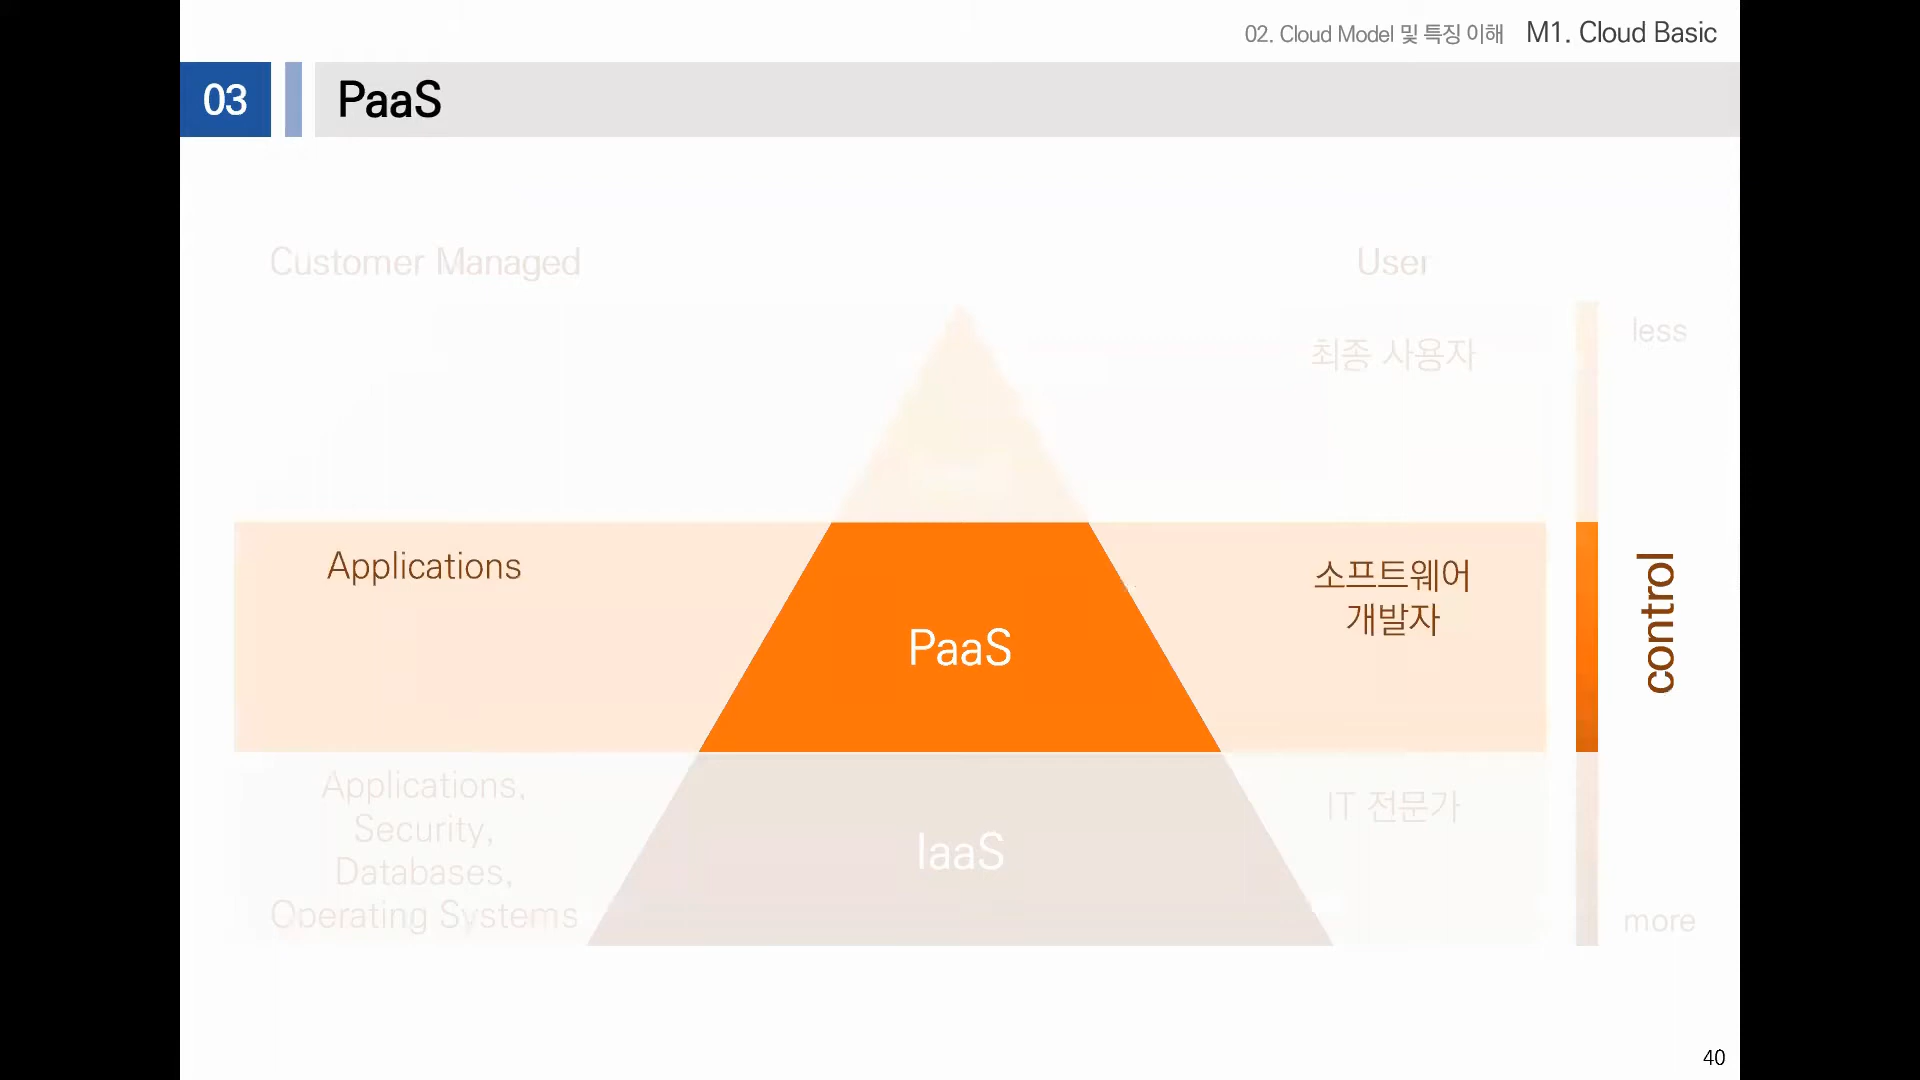 02. Cloud Model 및 특징 이해 M1. Cloud Basic
03 PaaS
Customer Managed
User
최종 사용자
less
Applications
PaaS
소프트웨어
개발자
control
Applications,
Security,
Databases,
Operating Systems
IaaS
IT 전문가
more
40